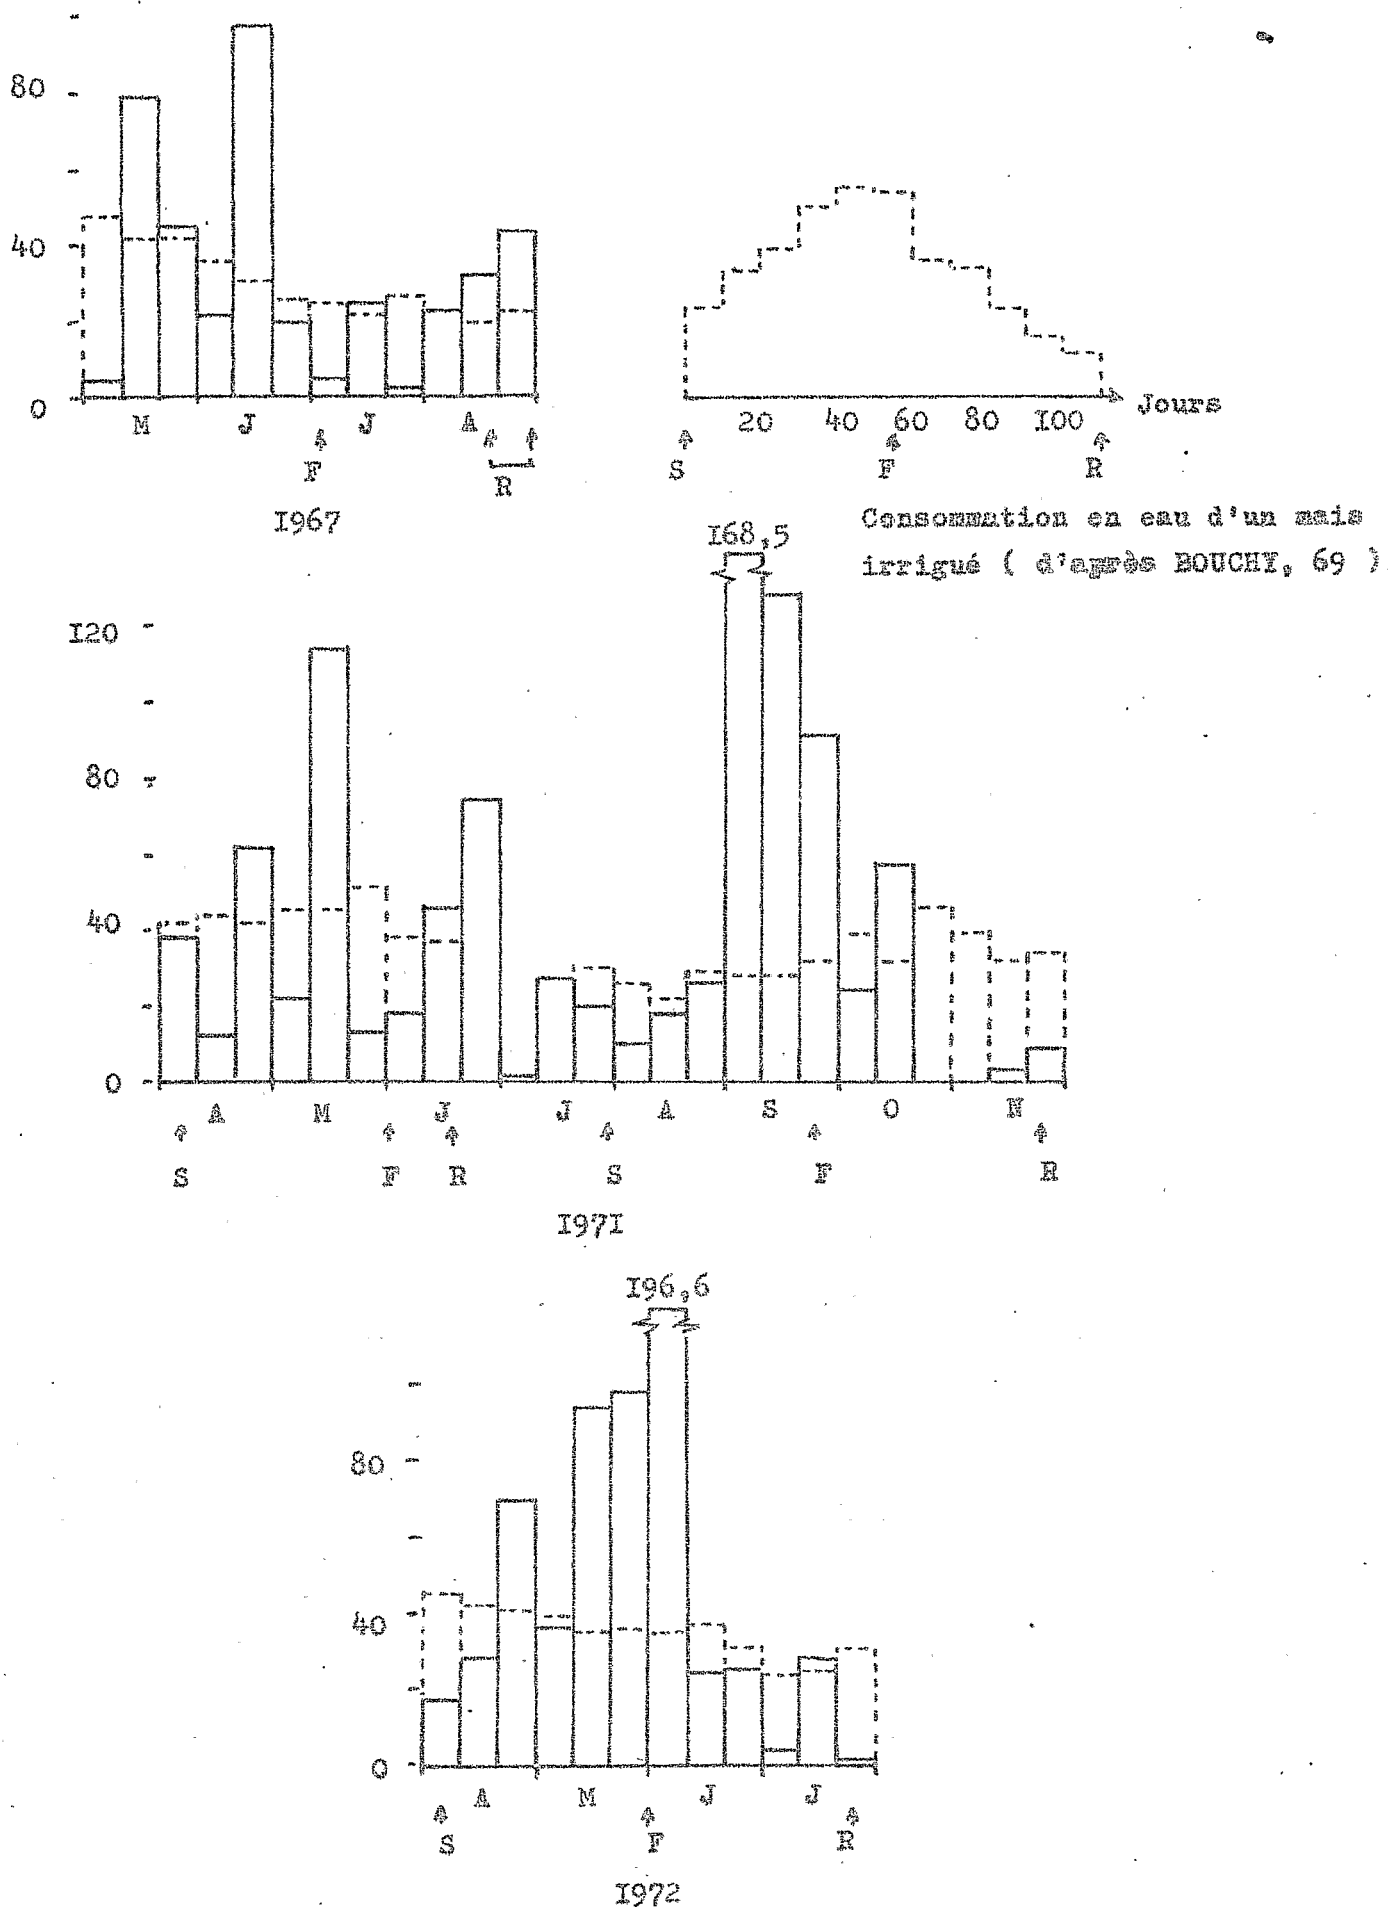 80
40
0
M J J A
F R
1967
20 40 60 80 100 Jours
S F R
Consommation en eau d'un mais
irrigué ( d'après BOUCHY, 69 )
168,5
120
80
40
0
A M J J A S O N
S F R S F R
1971
196,6
80
40
0
A M J J
S F R
1972